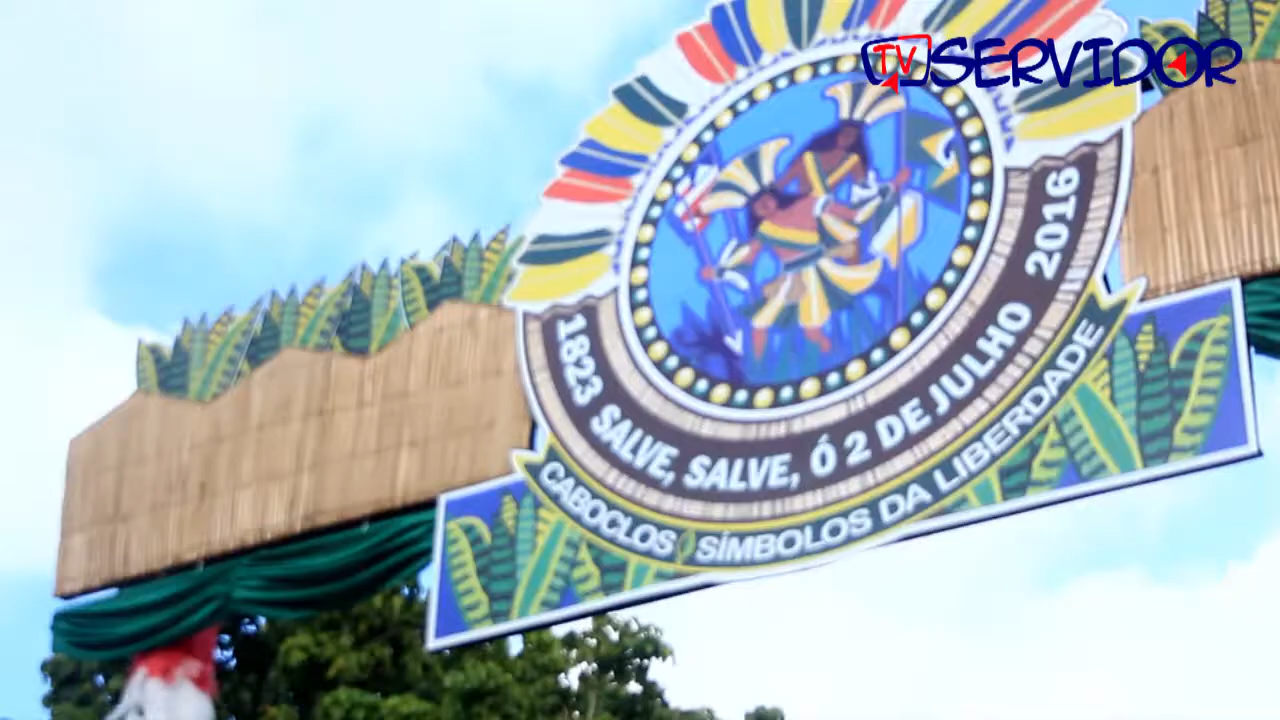 TV SERVIDOR
1823 SALVE, SALVE, Ó 2 DE JULHO 2016
CABOCLOS SÍMBOLOS DA LIBERDADE